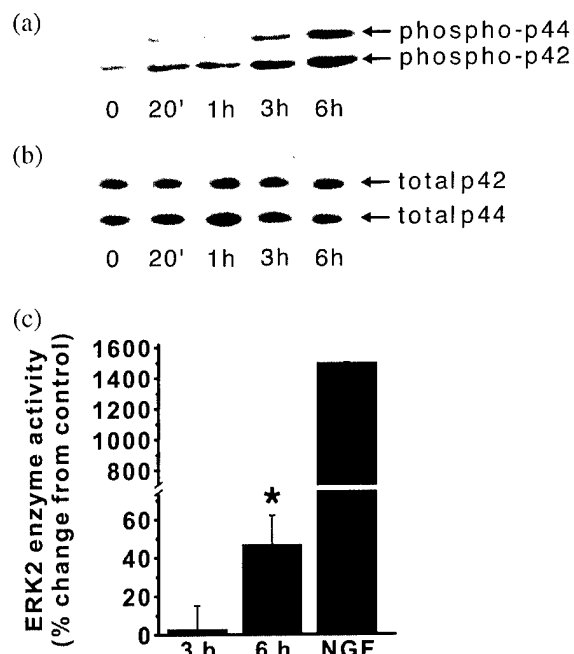 (a)
phospho-p44
phospho-p42
0 20' 1h 3h 6h
(b)
total p42
total p44
0 20' 1h 3h 6h
(c)
ERK2 enzyme activity
(% change from control)
1600
1400
1200
1000
800
60
40
20
0
*
3 h 6 h NGF